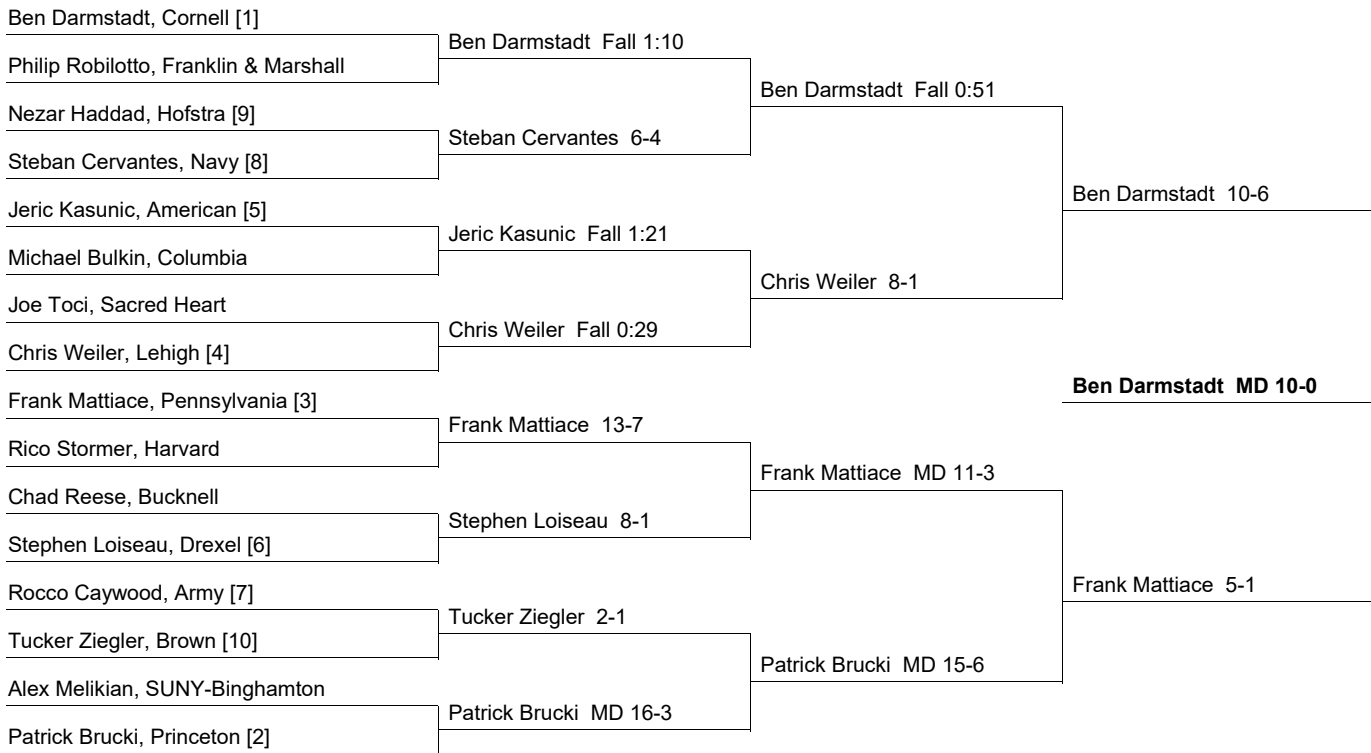 Ben Darmstadt, Cornell [1]
Philip Robilotto, Franklin & Marshall
Nezar Haddad, Hofstra [9]
Steban Cervantes, Navy [8]
Jeric Kasunic, American [5]
Michael Bulkin, Columbia
Joe Toci, Sacred Heart
Chris Weiler, Lehigh [4]
Frank Mattiace, Pennsylvania [3]
Rico Stormer, Harvard
Chad Reese, Bucknell
Stephen Loiseau, Drexel [6]
Rocco Caywood, Army [7]
Tucker Ziegler, Brown [10]
Alex Melikian, SUNY-Binghamton
Patrick Brucki, Princeton [2]
Ben Darmstadt Fall 1:10
Steban Cervantes 6-4
Jeric Kasunic Fall 1:21
Chris Weiler Fall 0:29
Frank Mattiace 13-7
Stephen Loiseau 8-1
Tucker Ziegler 2-1
Patrick Brucki MD 16-3
Ben Darmstadt Fall 0:51
Chris Weiler 8-1
Frank Mattiace MD 11-3
Patrick Brucki MD 15-6
Ben Darmstadt 10-6
Ben Darmstadt MD 10-0
Frank Mattiace 5-1